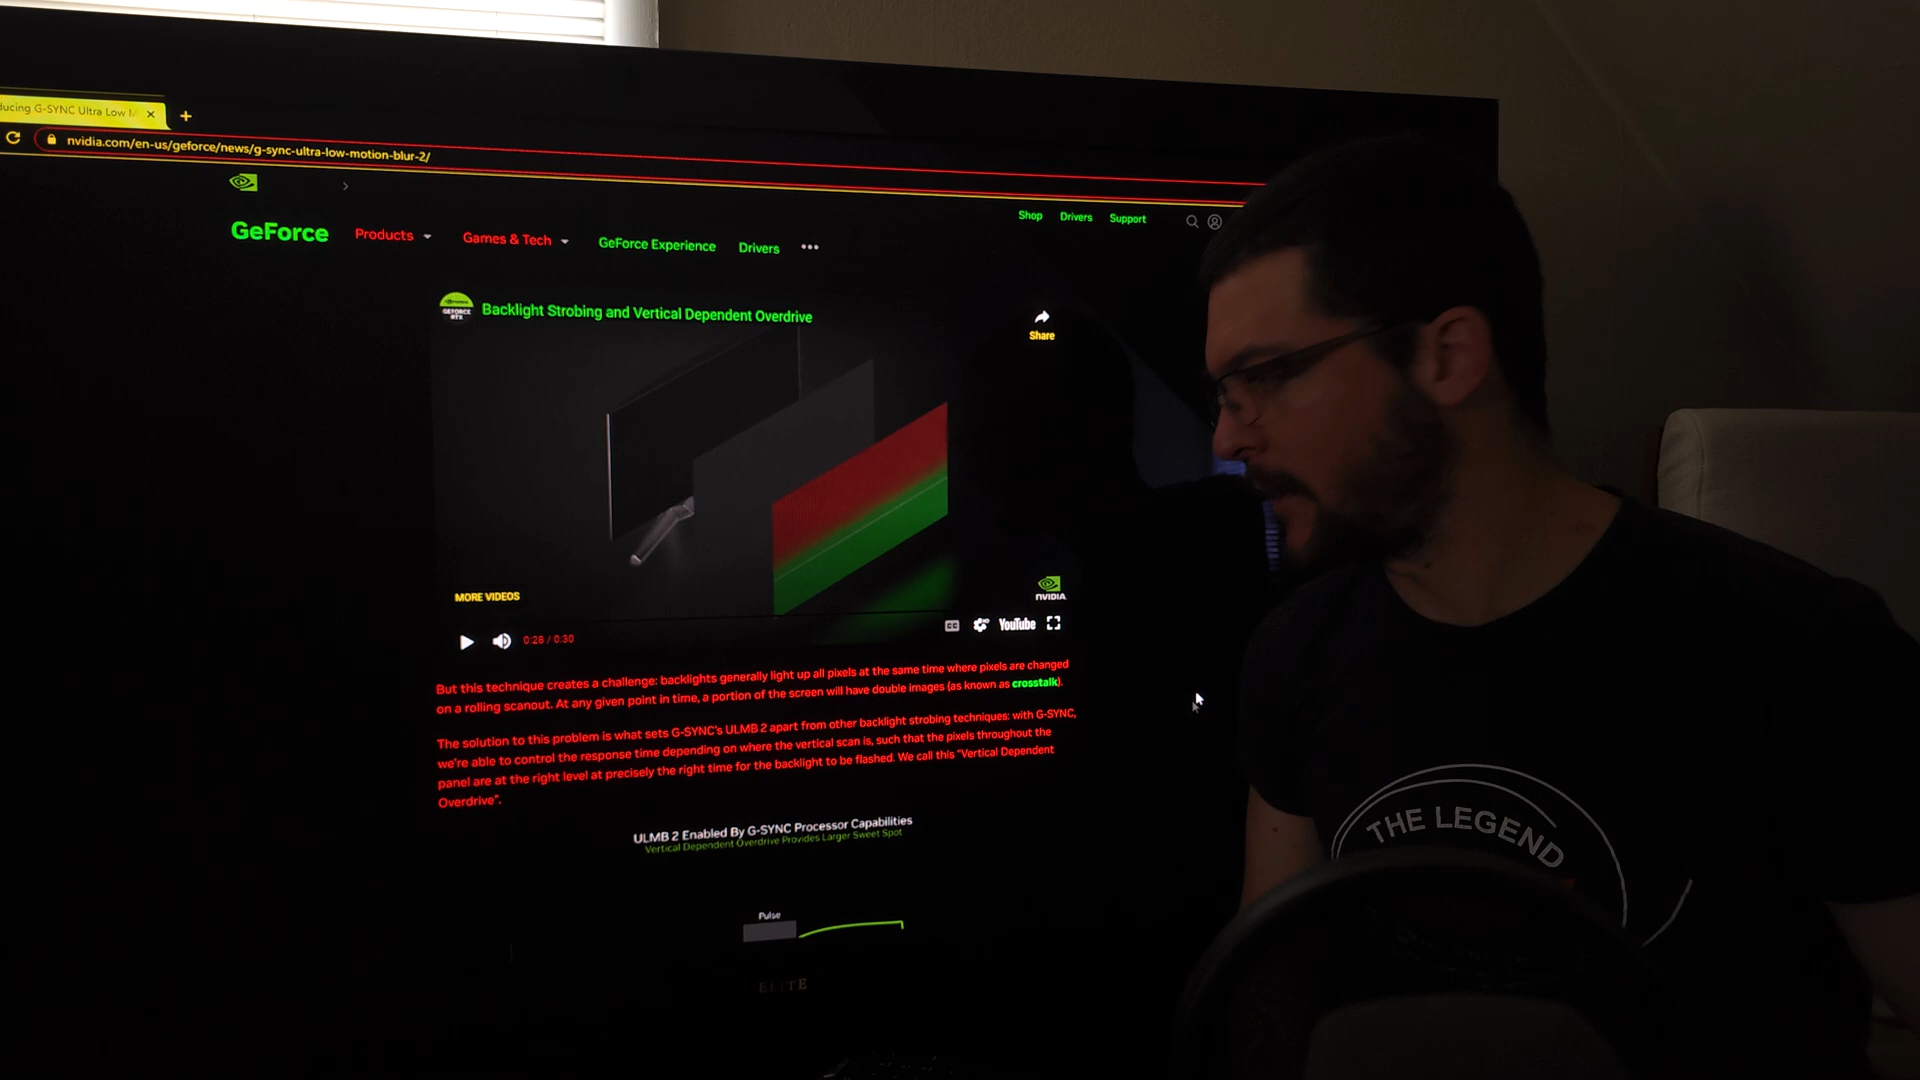 ucing G-SYNC Ultra Low
nvidia.com/en-us/geforce/news/g-sync-ultra-low-motion-blur-2/
Shop Drivers Support
GeForce Products Games & Tech GeForce Experience Drivers •••
GEFORCE
RTX
Backlight Strobing and Vertical Dependent Overdrive
Share
MORE VIDEOS
NVIDIA
0:28 / 0:30
CC
HD
YouTube
But this technique creates a challenge: backlights generally light up all pixels at the same time where pixels are changed
on a rolling scanout. At any given point in time, a portion of the screen will have double images (as known as crosstalk).
The solution to this problem is what sets G-SYNC's ULMB 2 apart from other backlight strobing techniques: with G-SYNC,
we're able to control the response time depending on where the vertical scan is, such that the pixels throughout the
panel are at the right level at precisely the right time for the backlight to be flashed. We call this "Vertical Dependent
Overdrive".
ULMB 2 Enabled By G-SYNC Processor Capabilities
Vertical Dependent Overdrive Provides Larger Sweet Spot
Pulse
ELITE
THE LEGEND